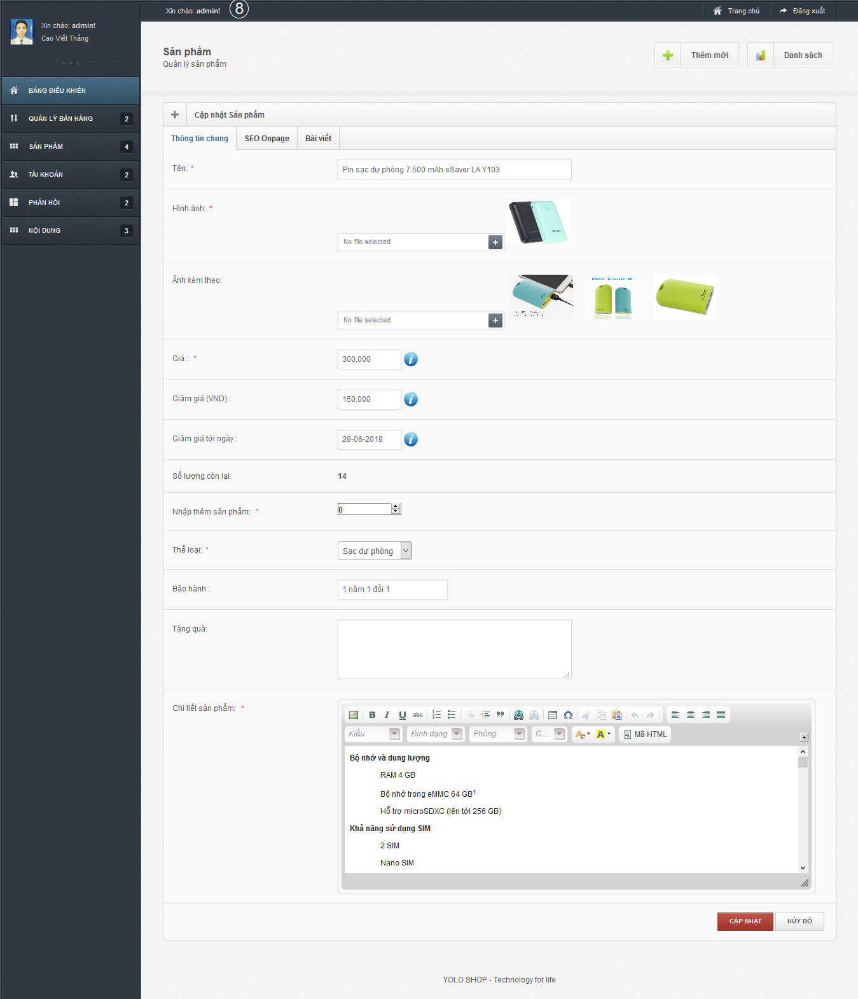 Xin chào: admin!
Cao Viết Thắng
BẢNG ĐIỀU KHIỂN
QUẢN LÝ BÁN HÀNG 2
SẢN PHẨM 4
TÀI KHOẢN 2
PHẢN HỒI 2
NỘI DUNG 3
Xin chào: admin! 8
Trang chủ
Đăng xuất
Sản phẩm
Quản lý sản phẩm
Thêm mới
Danh sách
Cập nhật Sản phẩm
Thông tin chung SEO Onpage Bài viết
Tên: * Pin sạc dự phòng 7.500 mAh eSaver LA Y103
Hình ảnh: *
No file selected
Ảnh kèm theo:
No file selected
Giá : * 300,000
Giảm giá (VND) : 150,000
Giảm giá tới ngày : 28-06-2018
Số lượng còn lại: 14
Nhập thêm sản phẩm: * 0
Thể loại: * Sạc dự phòng
Bảo hành : 1 năm 1 đổi 1
Tặng quà:
Chi tiết sản phẩm: *
B I U abc
Kiểu Định dạng Phông C... A A Mã HTML
Bộ nhớ và dung lượng
RAM 4 GB
Bộ nhớ trong eMMC 64 GB1
Hỗ trợ microSDXC (lên tới 256 GB)
Khả năng sử dụng SIM
2 SIM
Nano SIM
CẬP NHẬT
HỦY BỎ
YOLO SHOP - Technology for life